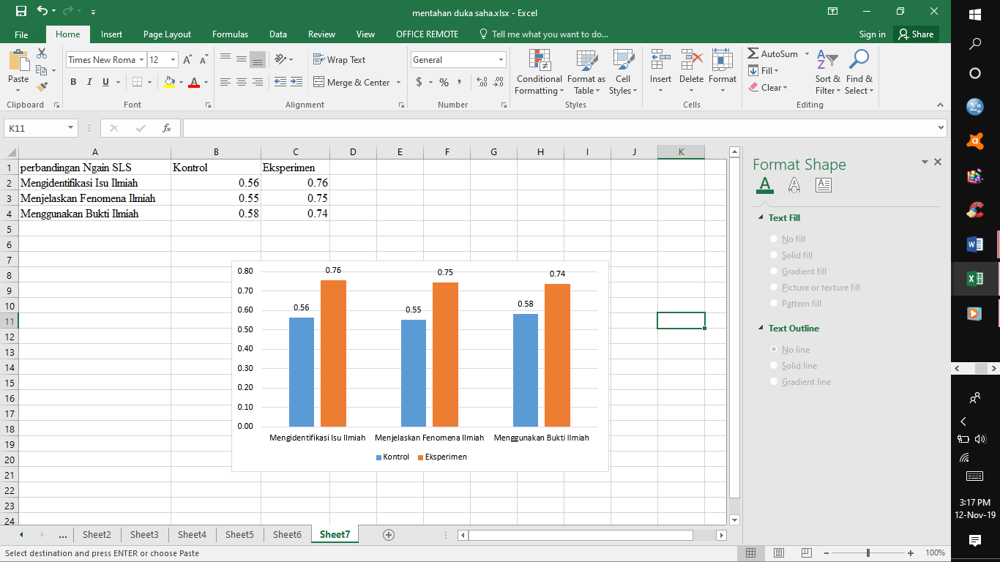 mentahan duka saha.xlsx - Excel
File Home Insert Page Layout Formulas Data Review View OFFICE REMOTE Tell me what you want to do... Sign in Share
Paste
Clipboard
Times New Roma 12
B I U
A A
Font
Wrap Text
Merge & Center
Alignment
General
$ % ,
Number
Conditional Formatting
Format as Table
Cell Styles
Styles
Insert Delete Format
Cells
AutoSum
Fill
Clear
Sort & Filter
Find & Select
Editing
K11 fx
A B C D E F G H I J K
1 perbandingan Ngain SLS Kontrol Eksperimen
2 Mengidentifikasi Isu Ilmiah 0.56 0.76
3 Menjelaskan Fenomena Ilmiah 0.55 0.75
4 Menggunakan Bukti Ilmiah 0.58 0.74
5
6
7
8
9
10
11
12
13
14
15
16
17
18
19
20
21
22
23
24
0.80
0.70
0.60
0.50
0.40
0.30
0.20
0.10
0.00
0.56 0.76 0.55 0.75 0.58 0.74
Mengidentifikasi Isu Ilmiah Menjelaskan Fenomena Ilmiah Menggunakan Bukti Ilmiah
Kontrol Eksperimen
Format Shape
Text Fill
No fill
Solid fill
Gradient fill
Picture or texture fill
Pattern fill
Text Outline
No line
Solid line
Gradient line
... Sheet2 Sheet3 Sheet4 Sheet5 Sheet6 Sheet7
Select destination and press ENTER or choose Paste 100%
3:17 PM
12-Nov-19